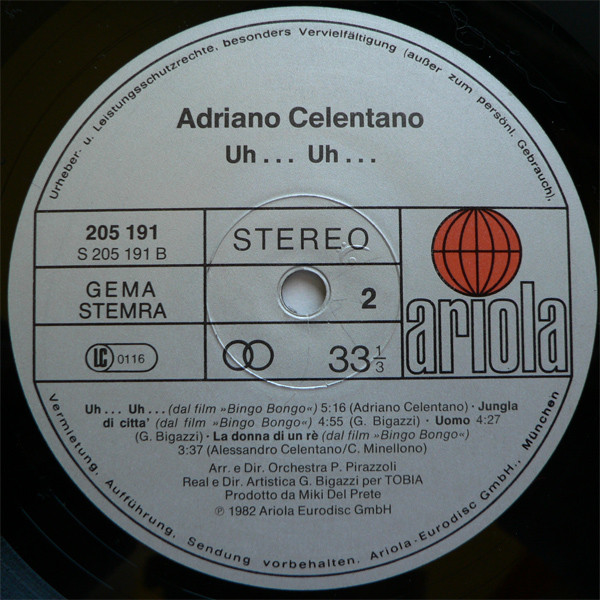 Urheber- u. Leistungsschutzrechte, besonders Vervielfältigung (außer zum persönl. Gebrauch),
Adriano Celentano
Uh . . . Uh . . .
205 191
S 205 191 B
STEREO
GEMA
STEMRA
2
LC 0116
33 1/3
ariola
Uh . . . Uh . . . (dal film »Bingo Bongo«) 5:16 (Adriano Celentano) · Jungla
di citta' (dal film »Bingo Bongo«) 4:55 (G. Bigazzi) · Uomo 4:27
(G. Bigazzi) · La donna di un rè (dal film »Bingo Bongo«)
3:37 (Alessandro Celentano/C. Minellono)
Arr. e Dir. Orchestra P. Pirazzoli
Real e Dir. Artistica G. Bigazzi per TOBIA
Prodotto da Miki Del Prete
℗ 1982 Ariola Eurodisc GmbH
Vermietung, Aufführung, Sendung vorbehalten. Ariola-Eurodisc GmbH., München